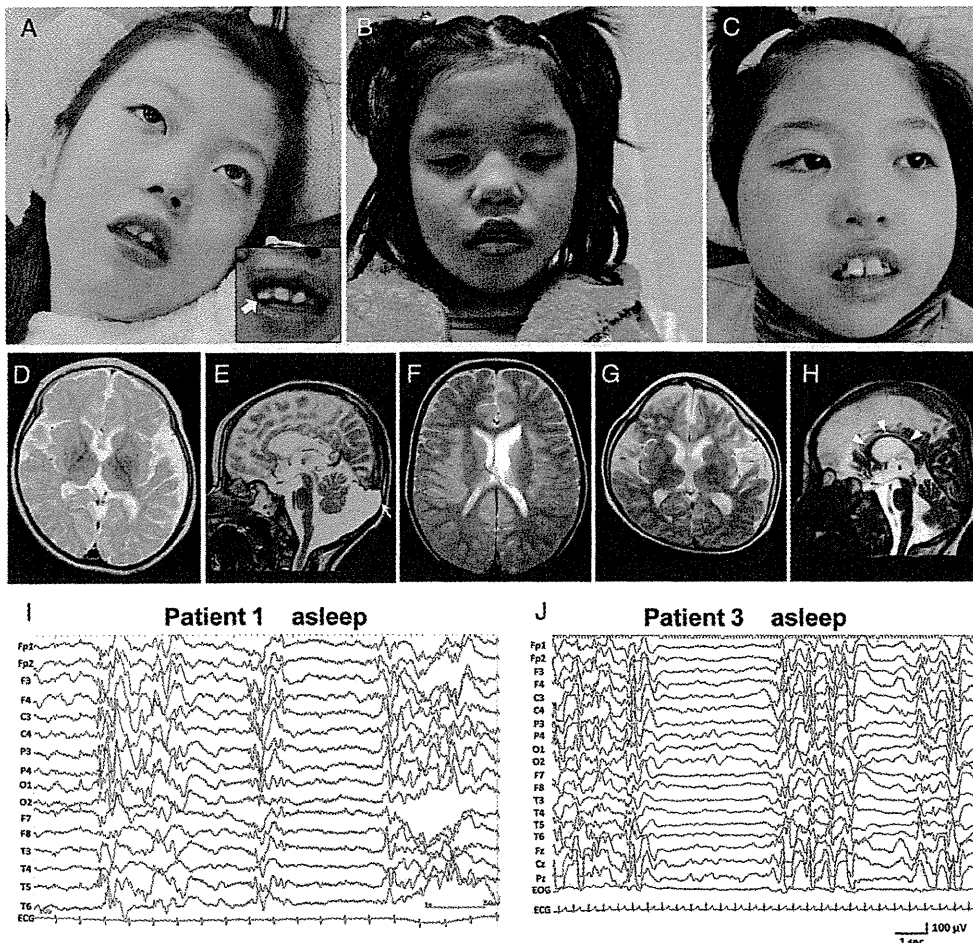 A B C
D E F G H
I Patient 1 asleep
Fp1
Fp2
F3
F4
C3
C4
P3
P4
O1
O2
F7
F8
T3
T4
T5
T6
ECG
J Patient 3 asleep
Fp1
Fp2
F3
F4
C3
C4
P3
P4
O1
O2
F7
F8
T3
T4
T5
T6
Fz
Cz
Pz
EOG
ECG
100 µV
1 sec